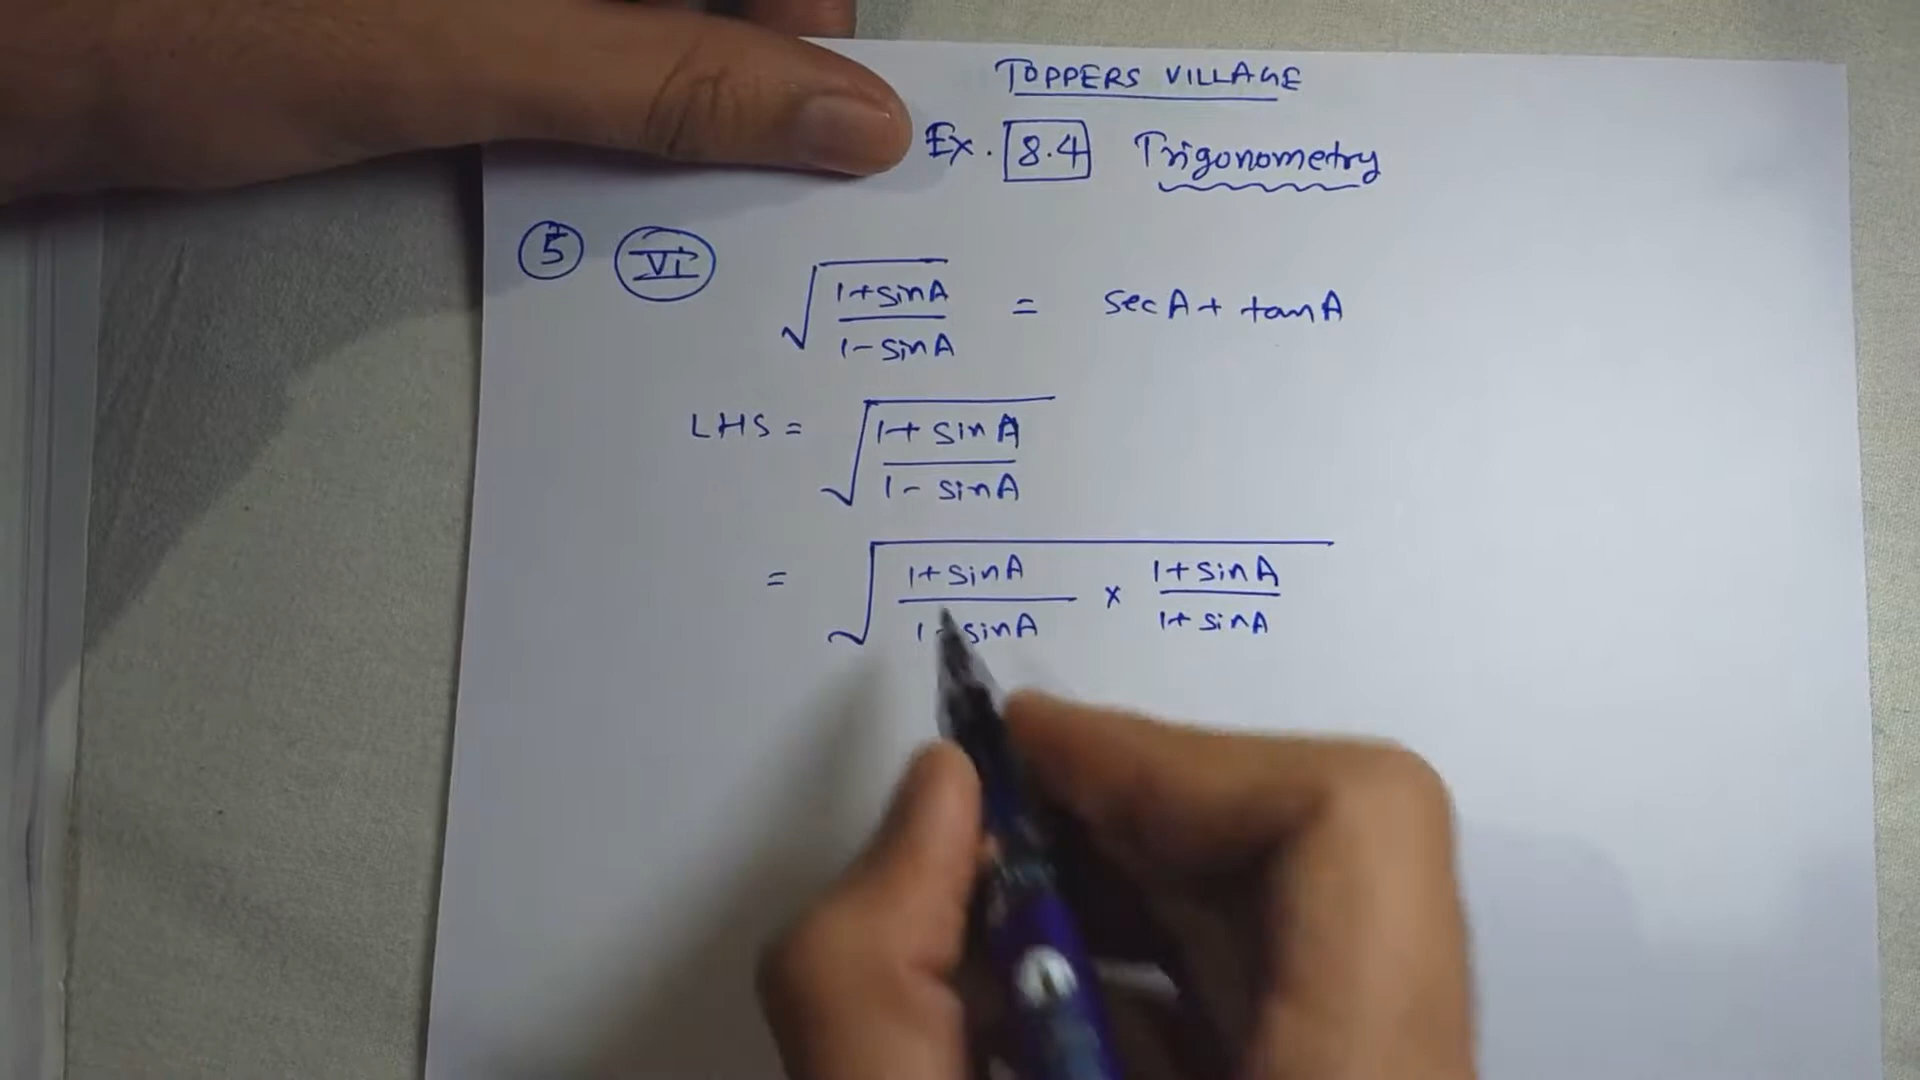 TOPPERS VILLAGE
Ex. 8.4 Trigonometry
5 VI √((1+sinA)/(1-sinA)) = secA + tanA
LHS = √((1+sinA)/(1-sinA))
= √((1+sinA)/(1-sinA) × (1+sinA)/(1+sinA))